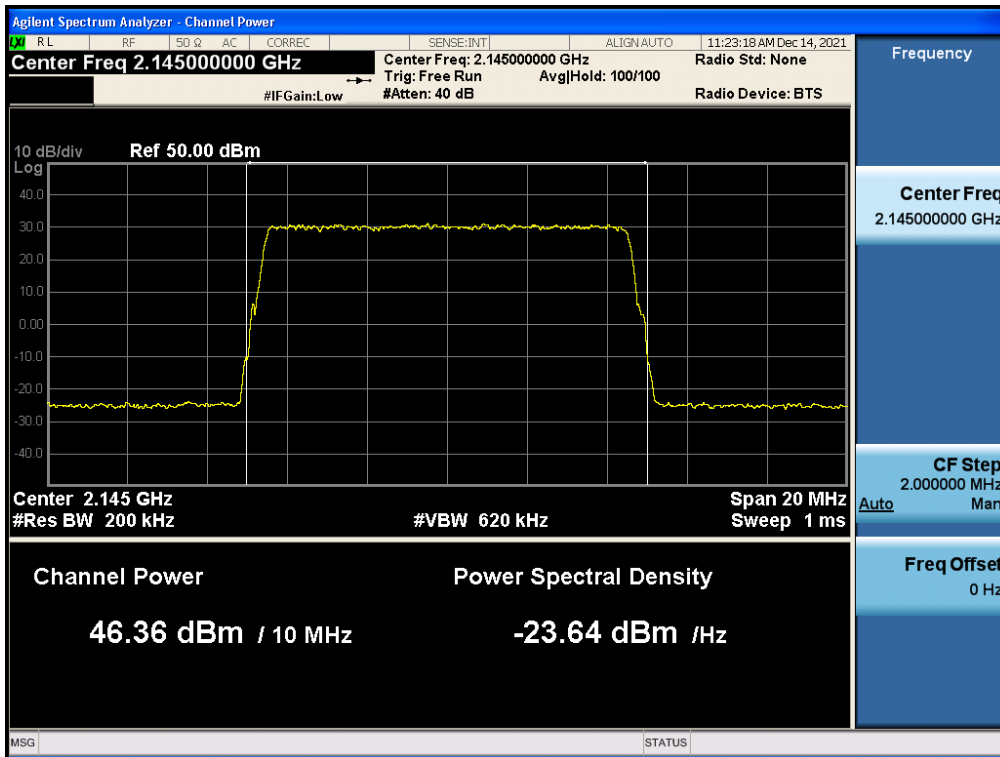 Agilent Spectrum Analyzer - Channel Power
LXI RL RF 50 Ω AC CORREC SENSE:INT ALIGN AUTO 11:23:18 AM Dec 14, 2021
Center Freq 2.145000000 GHz
Center Freq: 2.145000000 GHz
Radio Std: None
Trig: Free Run Avg|Hold: 100/100
#IFGain:Low
#Atten: 40 dB
Radio Device: BTS
10 dB/div Ref 50.00 dBm
Log
40.0
30.0
20.0
10.0
0.00
-10.0
-20.0
-30.0
-40.0
Center 2.145 GHz Span 20 MHz
#Res BW 200 kHz #VBW 620 kHz Sweep 1 ms
Channel Power
46.36 dBm / 10 MHz
Power Spectral Density
-23.64 dBm /Hz
MSG STATUS
Frequency
Center Freq
2.145000000 GHz
CF Step
2.000000 MHz
Auto Man
Freq Offset
0 Hz